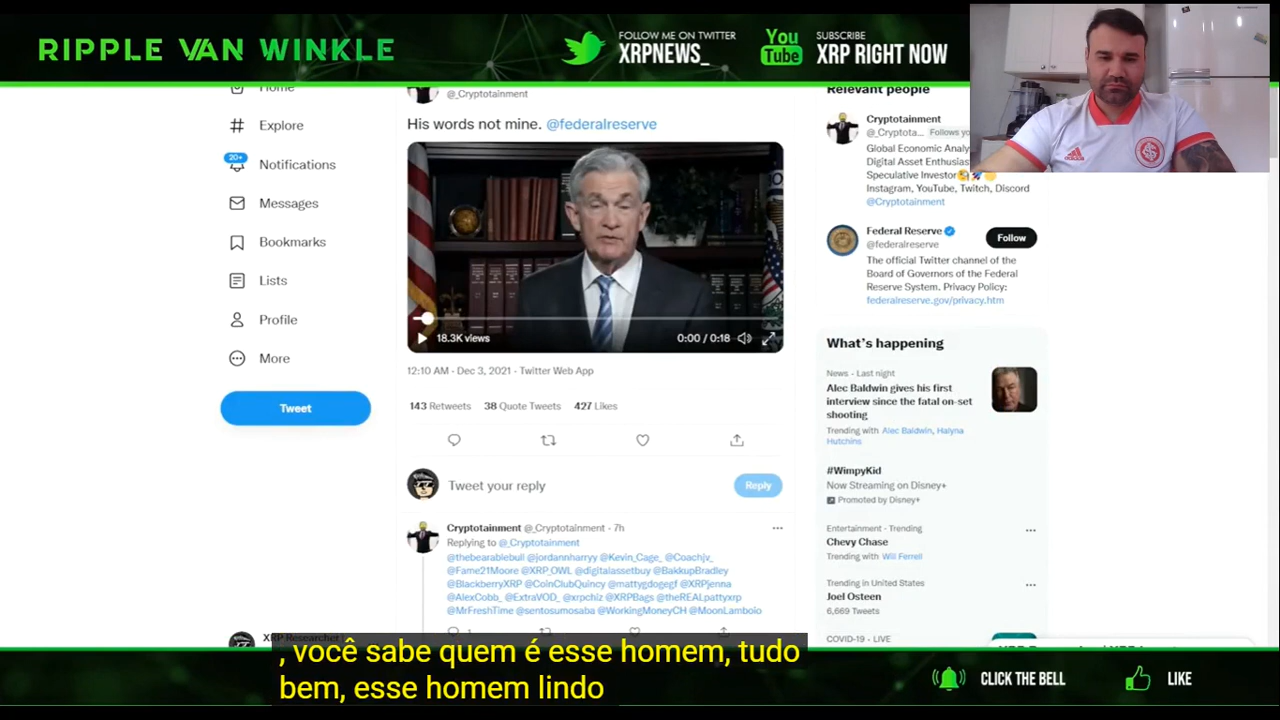 RIPPLE VAN WINKLE
FOLLOW ME ON TWITTER
XRPNEWS_
You
Tube
SUBSCRIBE
XRP RIGHT NOW
Home
Explore
20+
Notifications
Messages
Bookmarks
Lists
Profile
More
Tweet
@_Cryptotainment
His words not mine. @federalreserve
18.3K views
0:00 / 0:18
12:10 AM · Dec 3, 2021 · Twitter Web App
143 Retweets 38 Quote Tweets 427 Likes
Tweet your reply
Reply
Cryptotainment @_Cryptotainment · 7h
Replying to @_Cryptotainment
@thebearablebull @jordannharryy @Kevin_Cage_ @Coachjv_
@Fame21Moore @XRP_OWL @digitalassetbuy @BakkupBradley
@BlackberryXRP @CoinClubQuincy @mattygdogegf @XRPjenna
@AlexCobb_ @ExtraVOD_ @xrpchiz @XRPBags @theREALpattyxrp
@MrFreshTime @sentosumosaba @WorkingMoneyCH @MoonLamboio
Relevant people
Cryptotainment
@_Cryptota... Follows yo
Global Economic Analy
Digital Asset Enthusias
Speculative Investor
Instagram, YouTube, Twitch, Discord
@Cryptotainment
Federal Reserve
@federalreserve
Follow
The official Twitter channel of the
Board of Governors of the Federal
Reserve System. Privacy Policy:
federalreserve.gov/privacy.htm
What's happening
News · Last night
Alec Baldwin gives his first
interview since the fatal on-set
shooting
Trending with Alec Baldwin, Halyna
Hutchins
#WimpyKid
Now Streaming on Disney+
Promoted by Disney+
Entertainment · Trending
Chevy Chase
Trending with Will Ferrell
Trending in United States
Joel Osteen
6,669 Tweets
COVID-19 · LIVE
XRP Researcher
, você sabe quem é esse homem, tudo
bem, esse homem lindo
CLICK THE BELL
LIKE